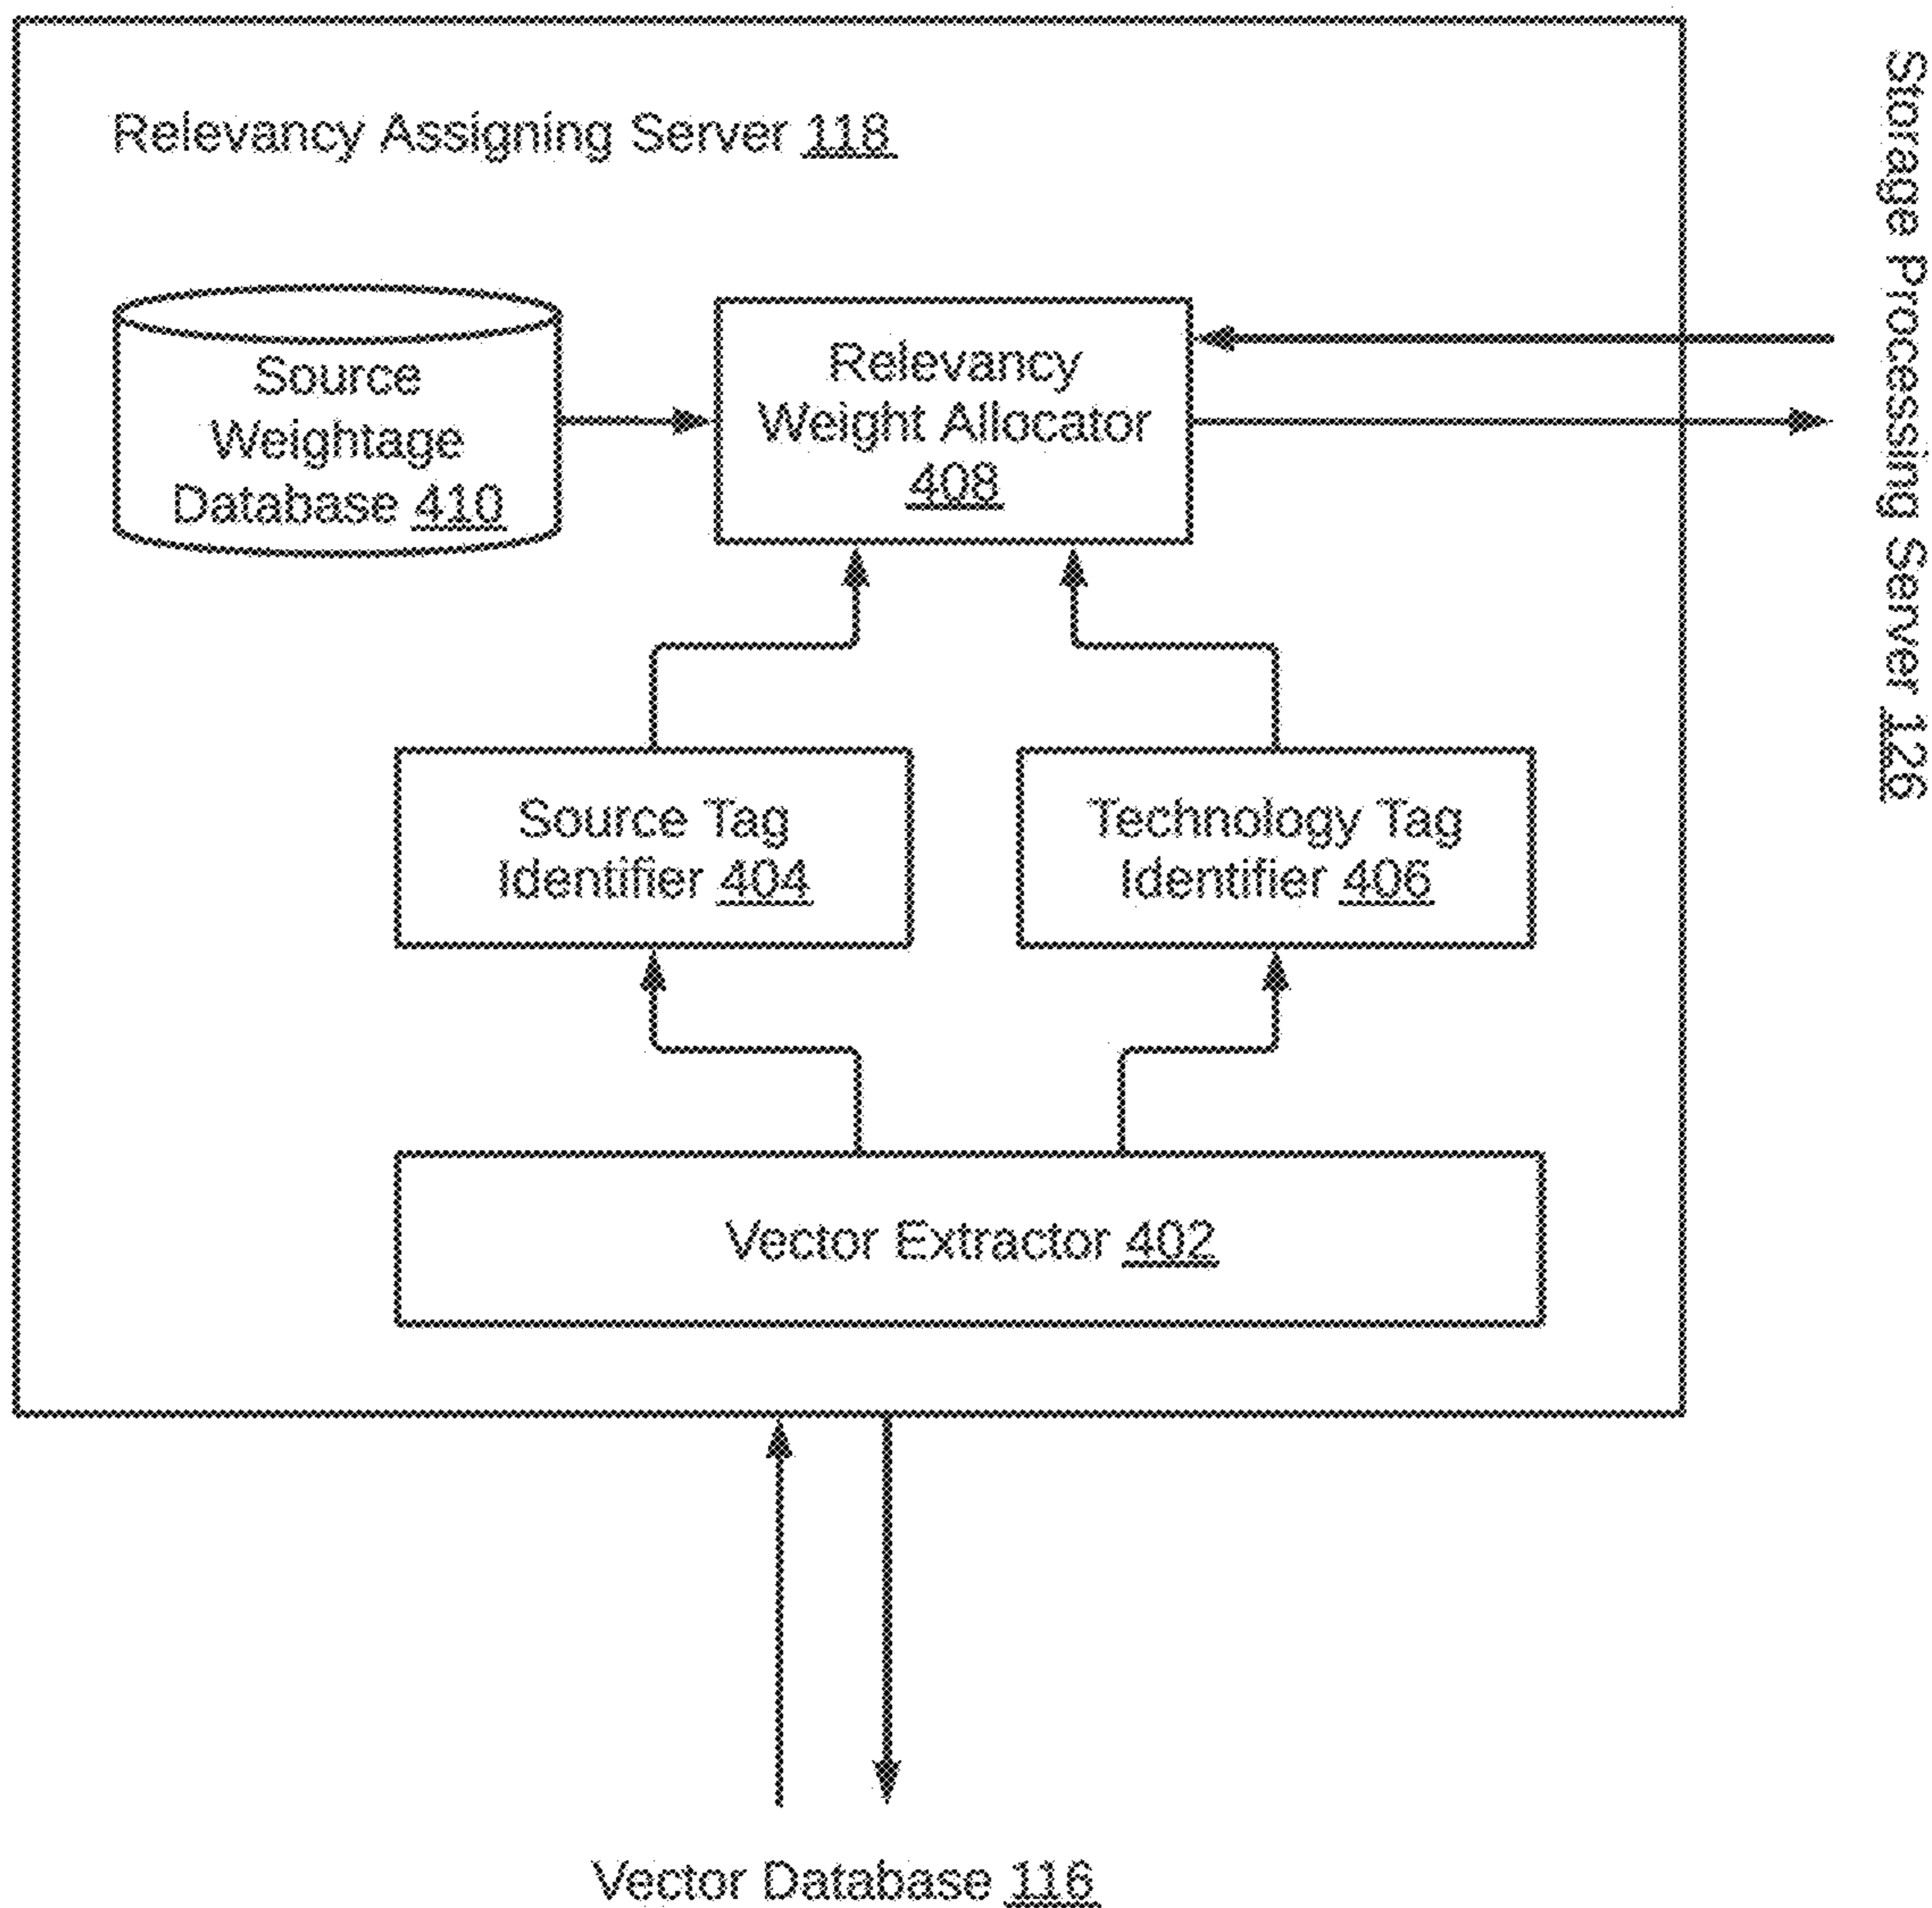 Relevancy Assigning Server 118
Storage Processing Server 126
Source
Weightage
Database 410
Relevancy
Weight Allocator
408
Source Tag
Identifier 404
Technology Tag
Identifier 406
Vector Extractor 402
Vector Database 116